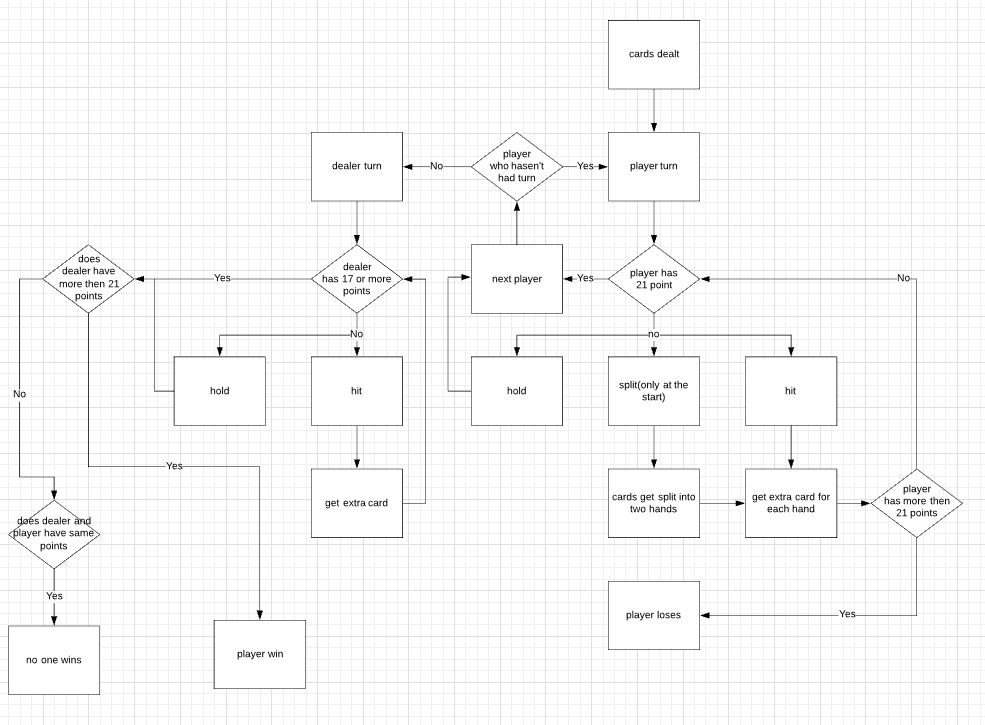 cards dealt
dealer turn
No
player
who hasen't
had turn
Yes
player turn
does
dealer have
more then 21
points
Yes
dealer
has 17 or more
points
next player
Yes
player has
21 point
No
No
no
hold
hit
hold
split(only at the
start)
hit
No
Yes
get extra card
cards get split into
two hands
get extra card for
each hand
player
has more then
21 points
does dealer and
player have same
points
Yes
player loses
Yes
no one wins
player win